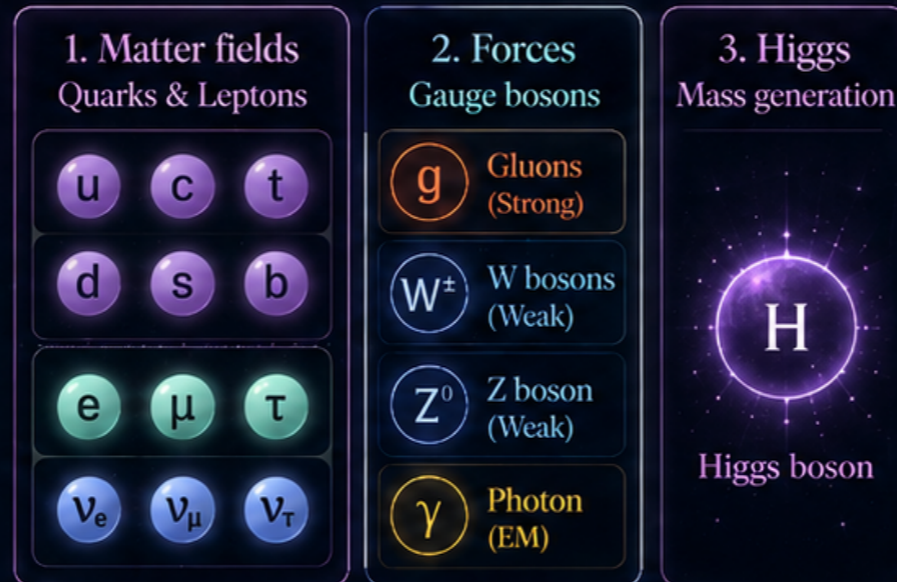 1. Matter fields
Quarks & Leptons
u c t
d s b
e μ τ
νe νμ ντ
2. Forces
Gauge bosons
g
Gluons
(Strong)
W±
W bosons
(Weak)
Z0
Z boson
(Weak)
γ
Photon
(EM)
3. Higgs
Mass generation
H
Higgs boson